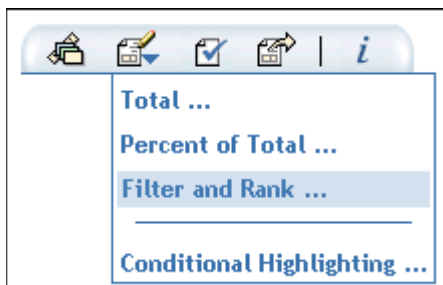 i
Total ...
Percent of Total ...
Filter and Rank ...
Conditional Highlighting ...